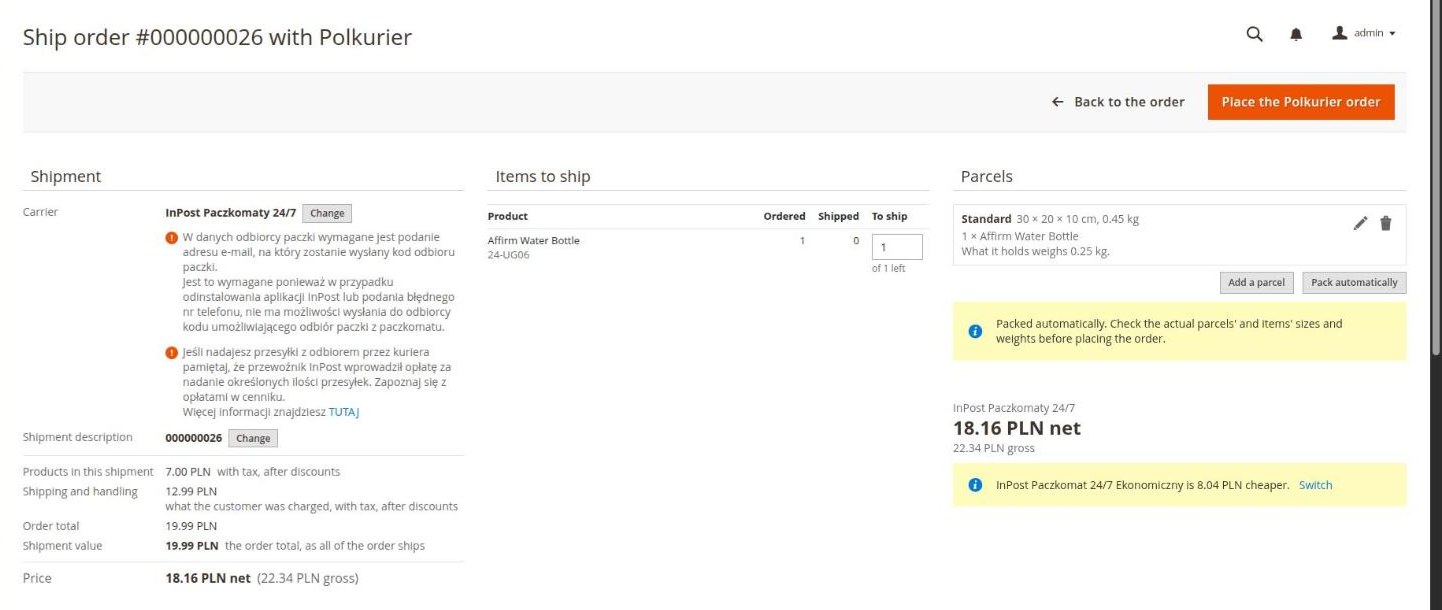 Ship order #000000026 with Polkurier
admin
Back to the order
Place the Polkurier order
Shipment
Carrier
InPost Paczkomaty 24/7
Change
W danych odbiorcy paczki wymagane jest podanie
adresu e-mail, na który zostanie wysłany kod odbioru
paczki.
Jest to wymagane ponieważ w przypadku
odinstalowania aplikacji InPost lub podania błędnego
nr telefonu, nie ma możliwości wysłania do odbiorcy
kodu umożliwiającego odbiór paczki z paczkomatu.
Jeśli nadajesz przesyłki z odbiorem przez kuriera
pamiętaj, że przewoźnik InPost wprowadził opłatę za
nadanie określonych ilości przesyłek. Zapoznaj się z
opłatami w cenniku.
Więcej informacji znajdziesz TUTAJ
Shipment description
000000026
Change
Products in this shipment
7.00 PLN with tax, after discounts
Shipping and handling
12.99 PLN
what the customer was charged, with tax, after discounts
Order total
19.99 PLN
Shipment value
19.99 PLN the order total, as all of the order ships
Price
18.16 PLN net (22.34 PLN gross)
Items to ship
Product Ordered Shipped To ship
Affirm Water Bottle 1 0 1
24-UG06
of 1 left
Parcels
Standard 30 × 20 × 10 cm, 0.45 kg
1 × Affirm Water Bottle
What it holds weighs 0.25 kg.
Add a parcel
Pack automatically
Packed automatically. Check the actual parcels' and items' sizes and
weights before placing the order.
InPost Paczkomaty 24/7
18.16 PLN net
22.34 PLN gross
InPost Paczkomat 24/7 Ekonomiczny is 8.04 PLN cheaper. Switch